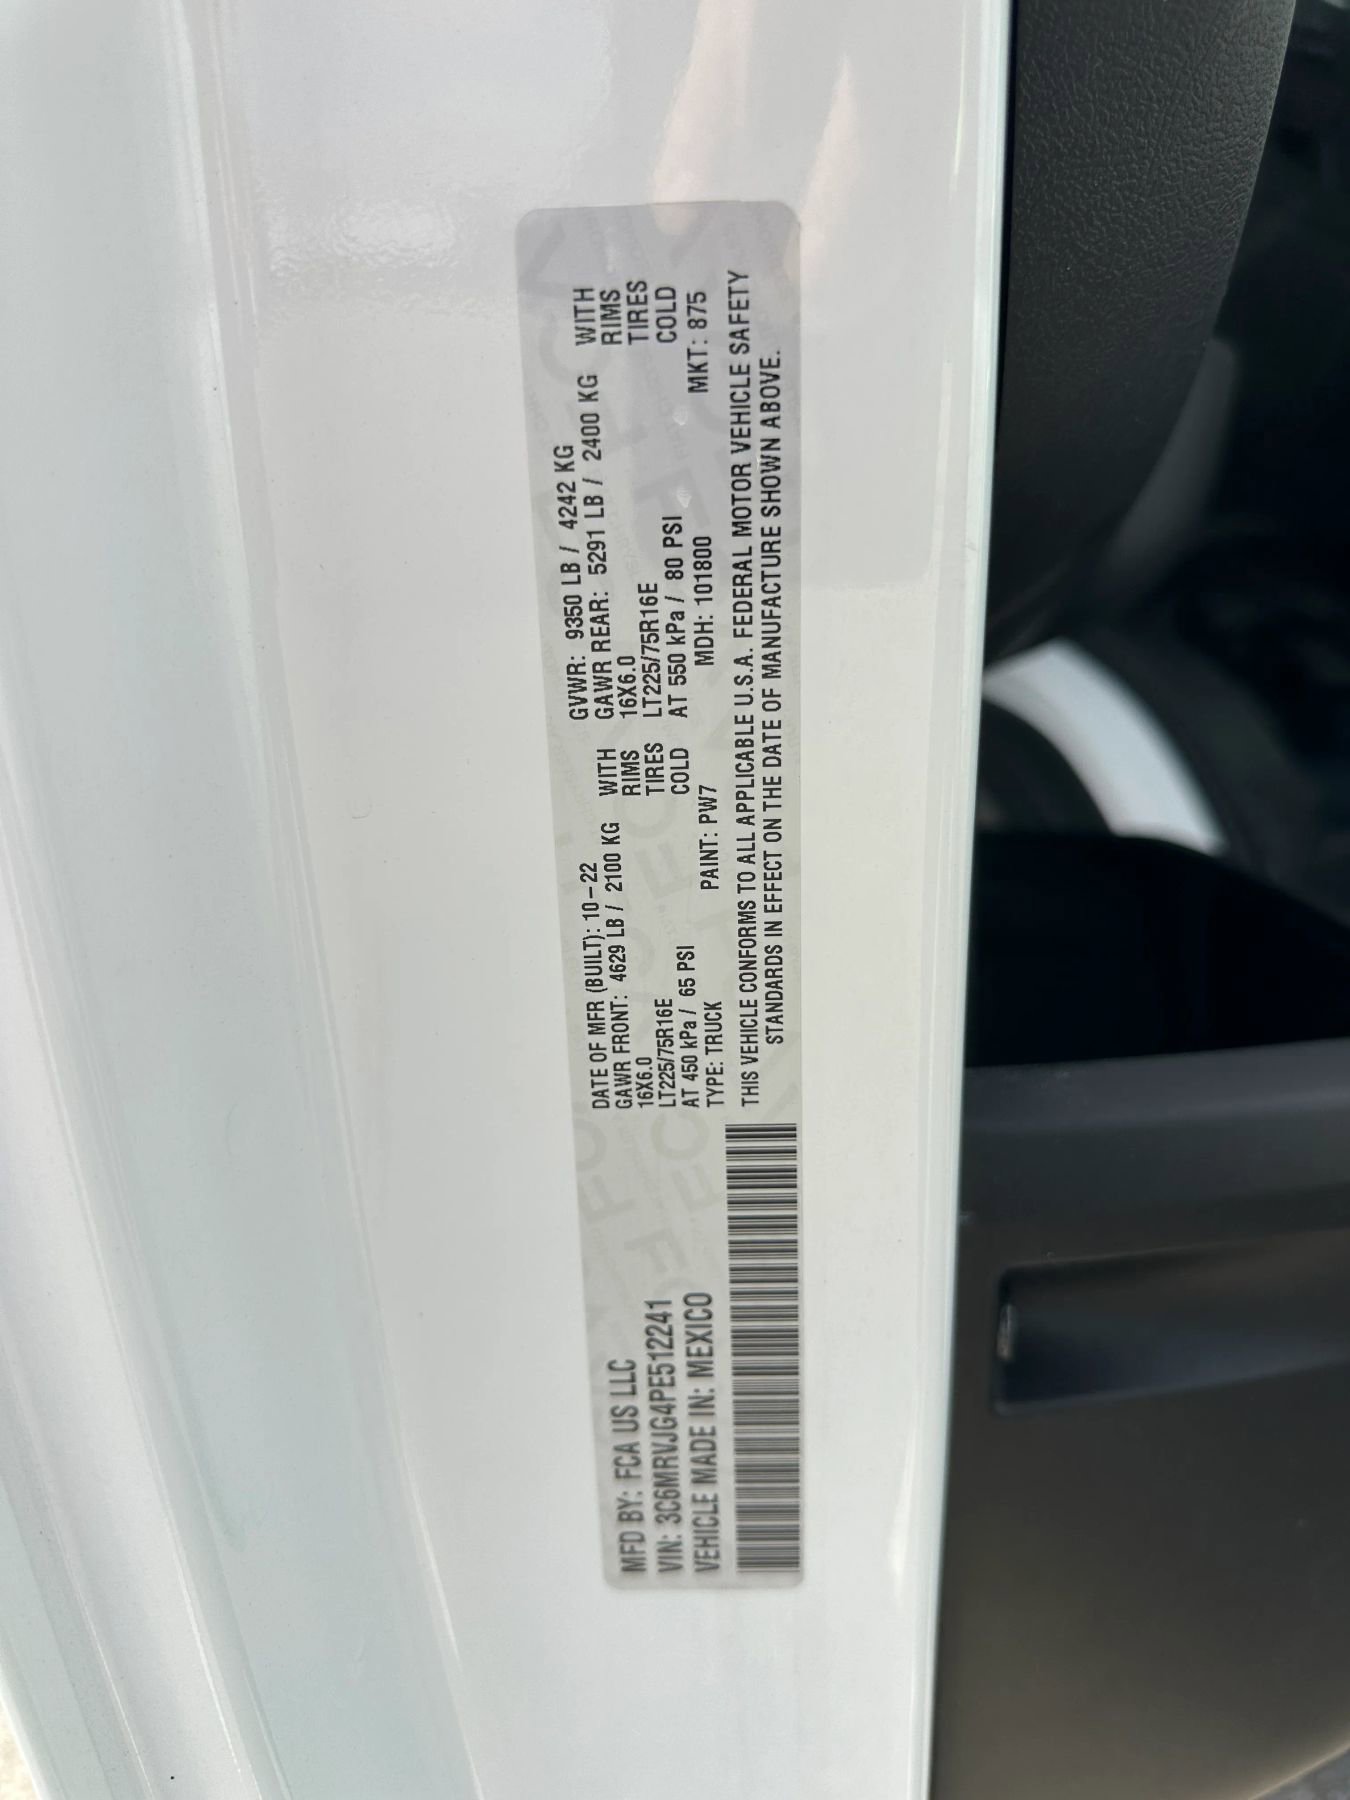 MFD BY: FCA US LLC
VIN: 3C6MRVJG4PE512241
VEHICLE MADE IN: MEXICO
DATE OF MFR (BUILT): 10-22
GAWR FRONT: 4629 LB / 2100 KG WITH
16X6.0 RIMS
LT225/75R16E TIRES
AT 450 kPa / 65 PSI COLD
GVWR: 9350 LB / 4242 KG
GAWR REAR: 5291 LB / 2400 KG WITH
16X6.0 RIMS
LT225/75R16E TIRES
AT 550 kPa / 80 PSI COLD
TYPE: TRUCK PAINT: PW7 MDH: 101800 MKT: 875
THIS VEHICLE CONFORMS TO ALL APPLICABLE U.S.A. FEDERAL MOTOR VEHICLE SAFETY
STANDARDS IN EFFECT ON THE DATE OF MANUFACTURE SHOWN ABOVE.